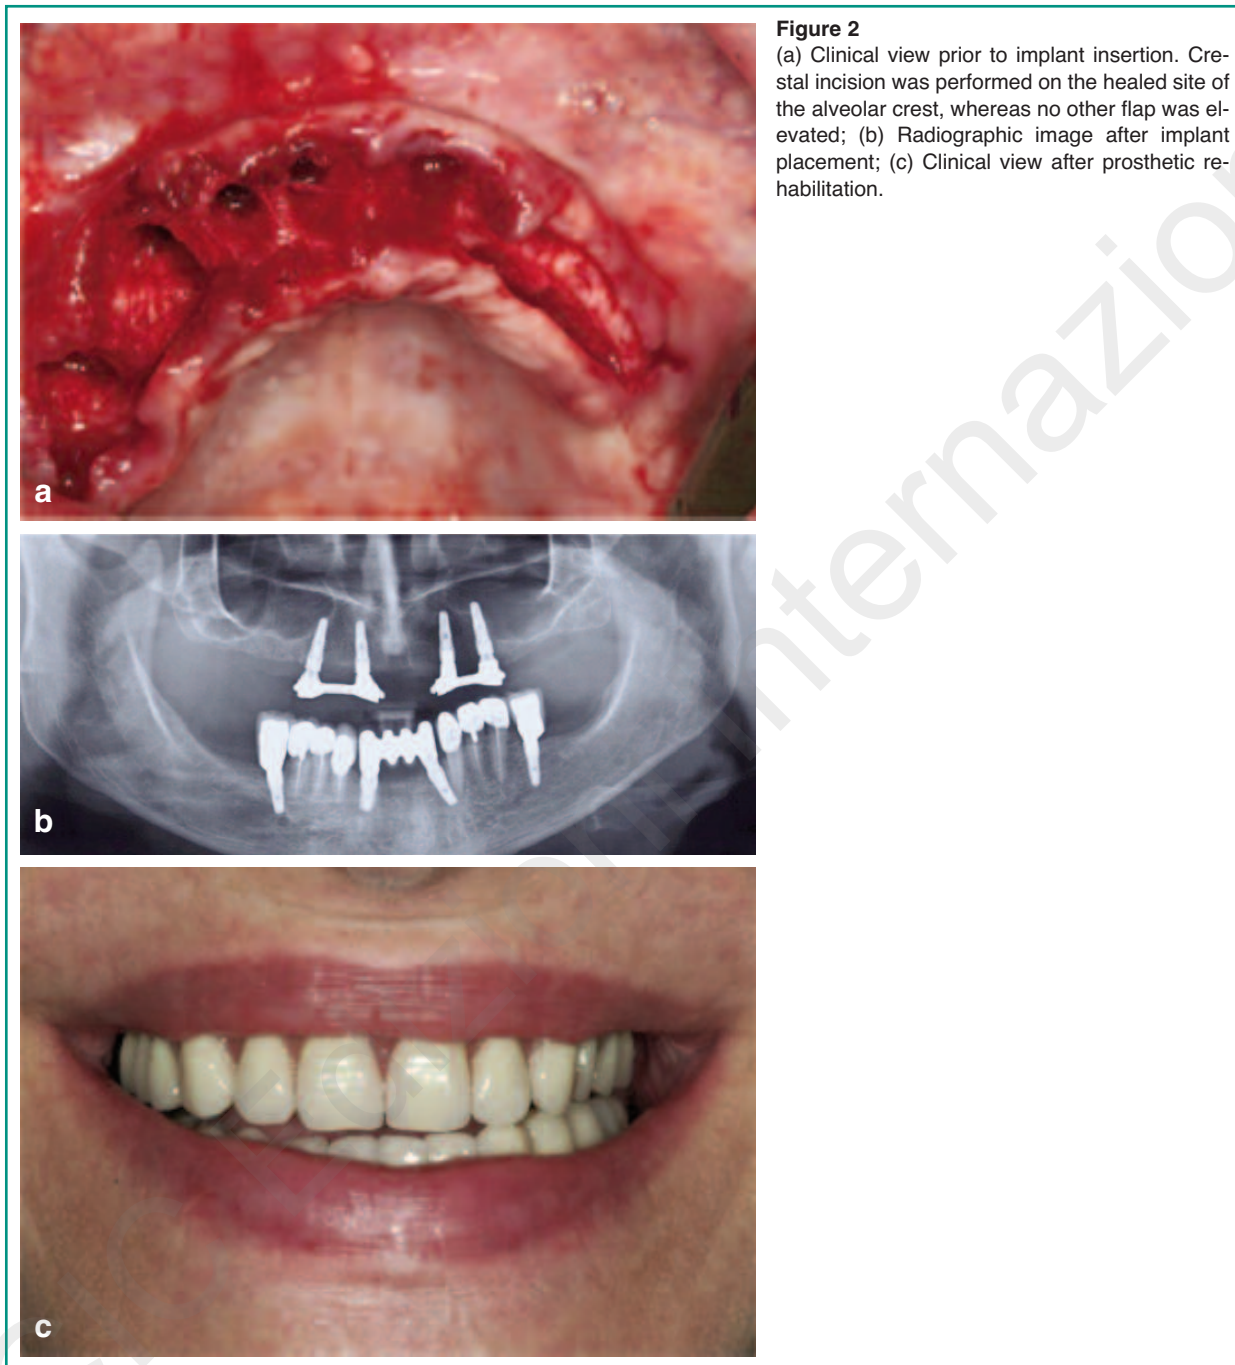 Figure 2
(a) Clinical view prior to implant insertion. Cre-
stal incision was performed on the healed site of
the alveolar crest, whereas no other flap was el-
evated; (b) Radiographic image after implant
placement; (c) Clinical view after prosthetic re-
habilitation.
a
b
c